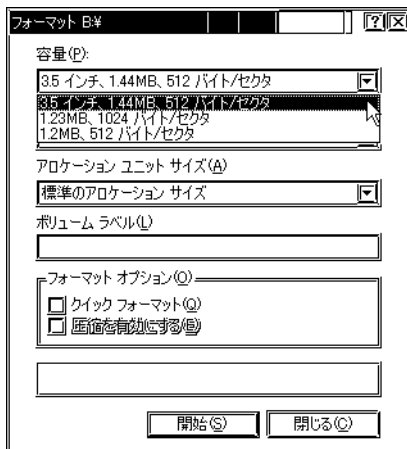 フォーマット B:¥
容量(P):
3.5 インチ、1.44MB、512 バイト/セクタ
3.5 インチ、1.44MB、512 バイト/セクタ
1.23MB、1024 バイト/セクタ
1.2MB、512 バイト/セクタ
アロケーション ユニット サイズ(A)
標準のアロケーション サイズ
ボリューム ラベル(L)
フォーマット オプション(O)
クイック フォーマット(Q)
圧縮を有効にする(E)
開始(S) 閉じる(C)